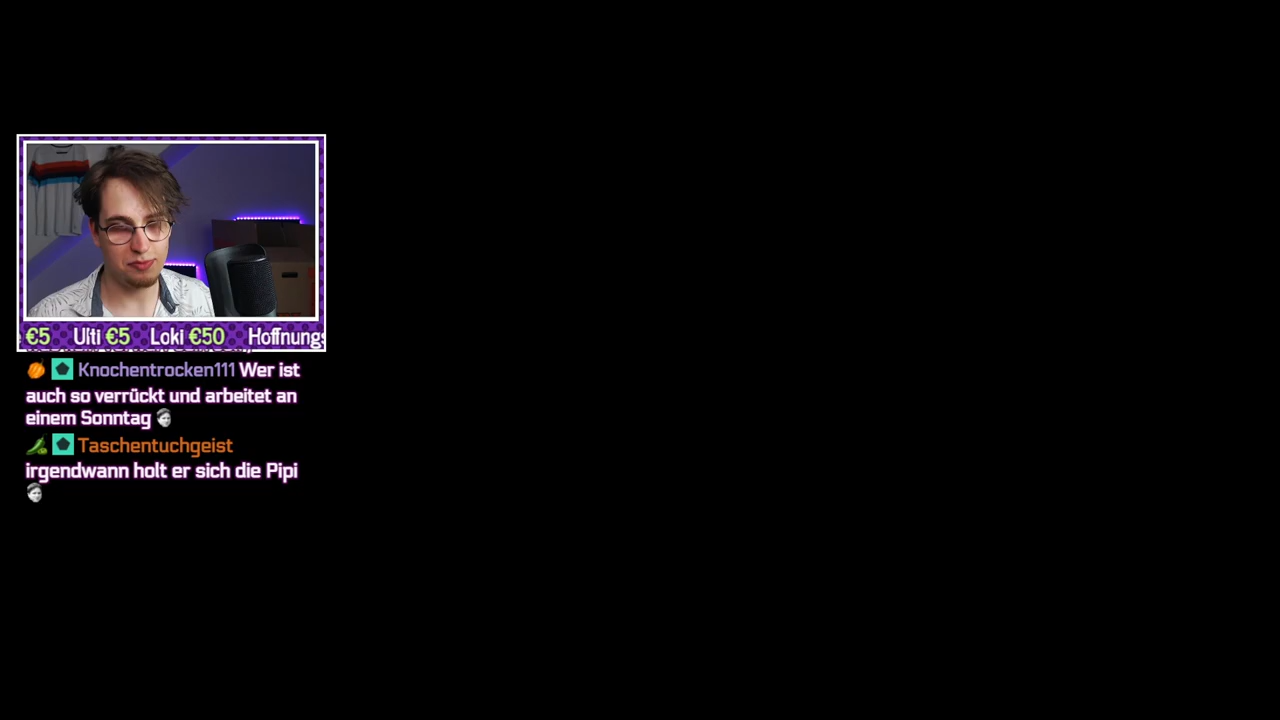 €5 Ulti €5 Loki €50 Hoffnungs
Knochentrocken111 Wer ist
auch so verrückt und arbeitet an
einem Sonntag
Taschentuchgeist
irgendwann holt er sich die Pipi